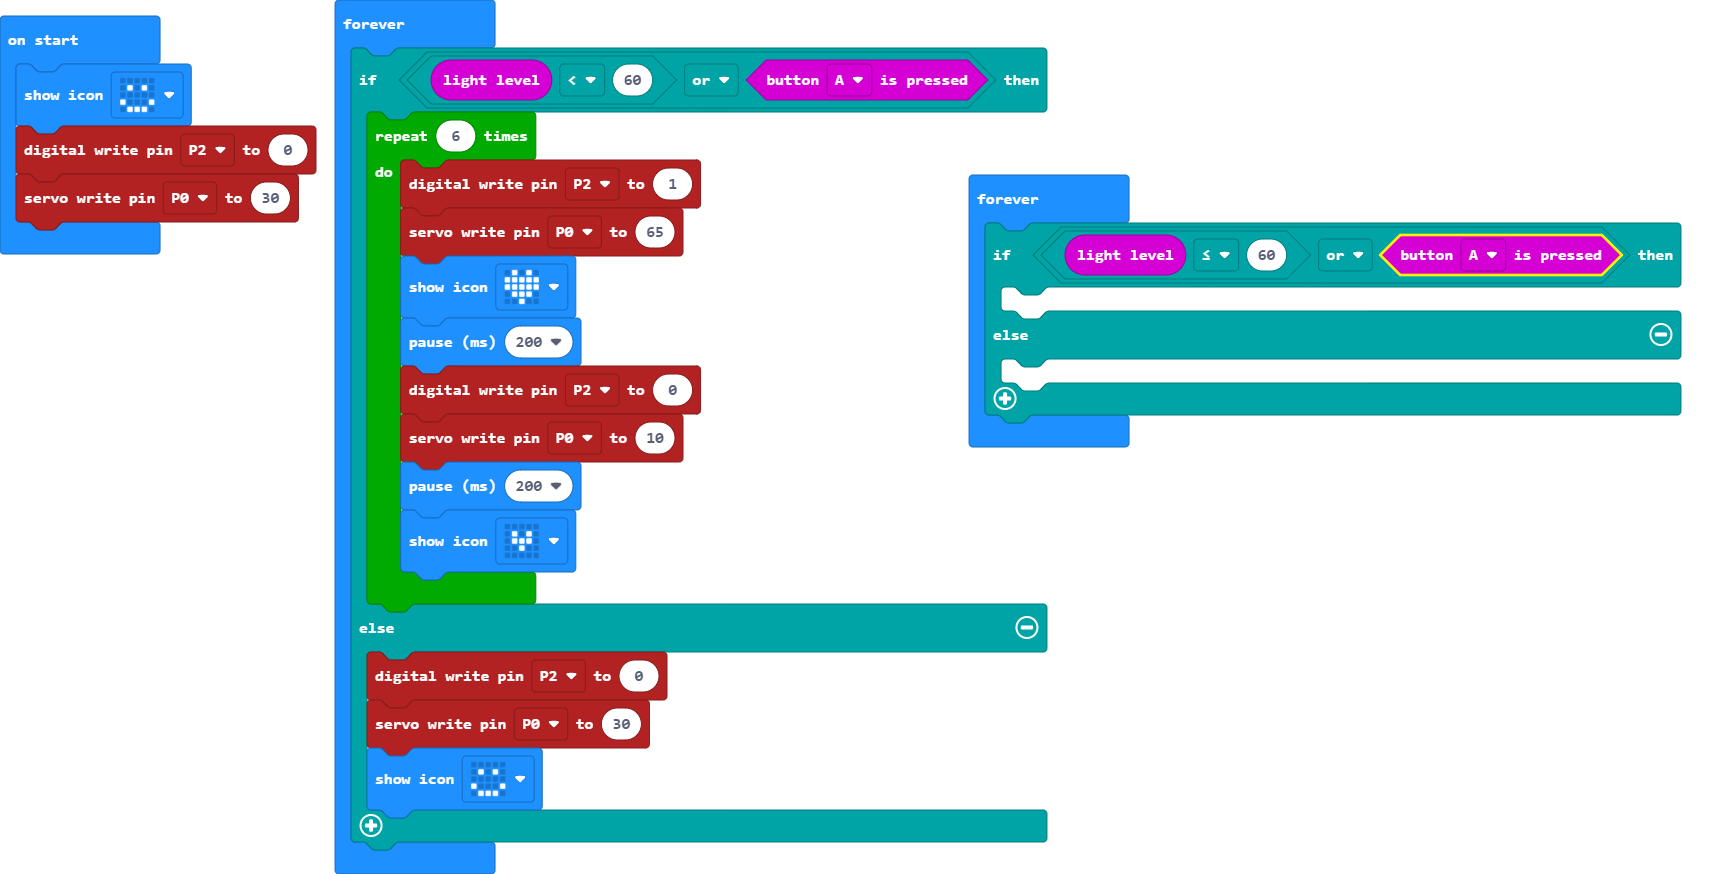 on start
show icon
digital write pin P2 to 0
servo write pin P0 to 30
forever
if light level < 60 or button A is pressed then
repeat 6 times
do
digital write pin P2 to 1
servo write pin P0 to 65
show icon
pause (ms) 200
digital write pin P2 to 0
servo write pin P0 to 10
pause (ms) 200
show icon
else
digital write pin P2 to 0
servo write pin P0 to 30
show icon
forever
if light level ≤ 60 or button A is pressed then
else